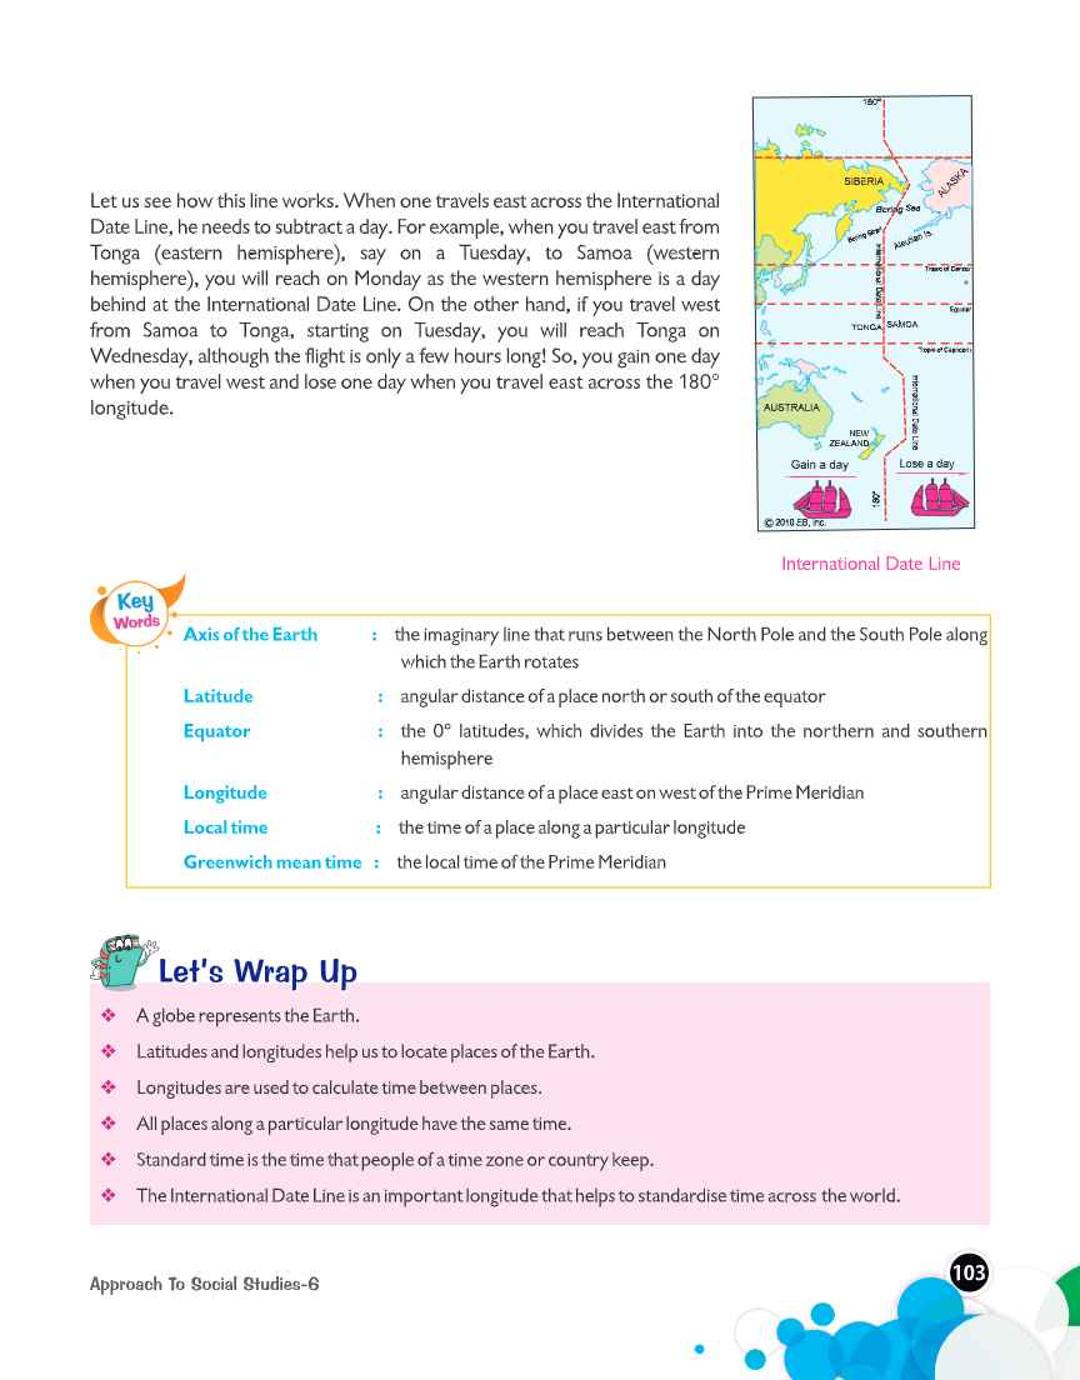 Let us see how this line works. When one travels east across the International
Date Line, he needs to subtract a day. For example, when you travel east from
Tonga (eastern hemisphere), say on a Tuesday, to Samoa (western
hemisphere), you will reach on Monday as the western hemisphere is a day
behind at the International Date Line. On the other hand, if you travel west
from Samoa to Tonga, starting on Tuesday, you will reach Tonga on
Wednesday, although the flight is only a few hours long! So, you gain one day
when you travel west and lose one day when you travel east across the 180°
longitude.
180°
SIBERIA
ALASKA
Bering Sea
Bering Strait
Aleutian Is.
International Date Line
Tropic of Cancer
Equator
TONGA
SAMOA
Tropic of Capricorn
International Date Line
AUSTRALIA
NEW
ZEALAND
Gain a day
Lose a day
180°
© 2010 EB, Inc.
International Date Line
Key
Words
Axis of the Earth : the imaginary line that runs between the North Pole and the South Pole along
which the Earth rotates
Latitude : angular distance of a place north or south of the equator
Equator : the 0° latitudes, which divides the Earth into the northern and southern
hemisphere
Longitude : angular distance of a place east on west of the Prime Meridian
Local time : the time of a place along a particular longitude
Greenwich mean time : the local time of the Prime Meridian
Let's Wrap Up
❖ A globe represents the Earth.
❖ Latitudes and longitudes help us to locate places of the Earth.
❖ Longitudes are used to calculate time between places.
❖ All places along a particular longitude have the same time.
❖ Standard time is the time that people of a time zone or country keep.
❖ The International Date Line is an important longitude that helps to standardise time across the world.
Approach To Social Studies-6
103